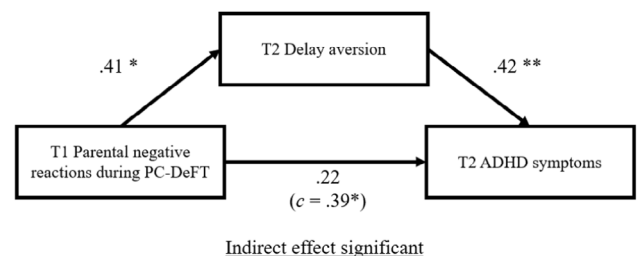 T2 Delay aversion
.41 *
.42 **
T1 Parental negative
reactions during PC-DeFT
T2 ADHD symptoms
.22
(c = .39*)
Indirect effect significant